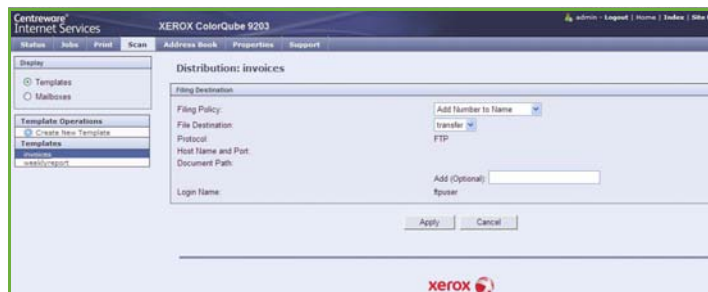 Centreware®
Internet Services
XEROX ColorQube 9203
admin - Logout | Home | Index | Site
Status Jobs Print Scan Address Book Properties Support
Display
Templates
Mailboxes
Template Operations
Create New Template
Templates
invoices
weeklyreport
Distribution: invoices
Filing Destination
Filing Policy: Add Number to Name
File Destination: transfer
Protocol: FTP
Host Name and Port:
Document Path:
Add (Optional)
Login Name: ftpuser
Apply Cancel
xerox